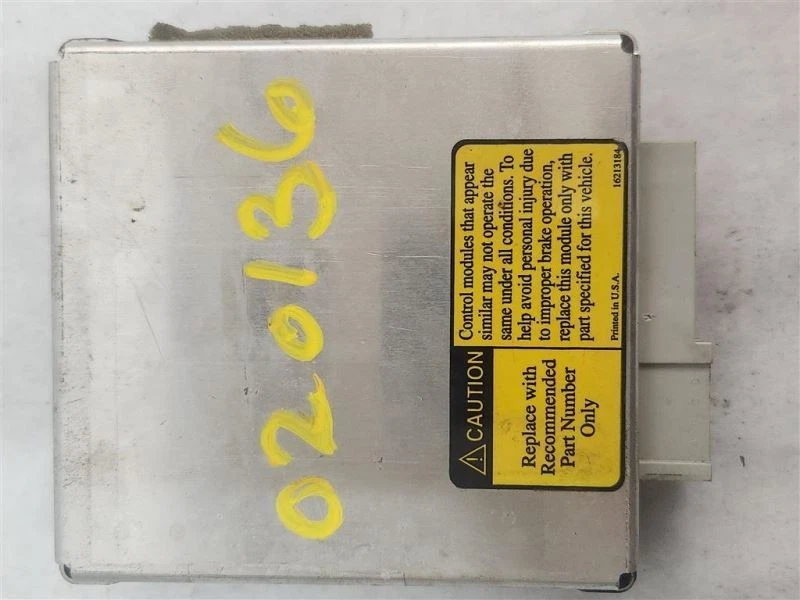 020136
⚠ CAUTION
Replace with
Recommended
Part Number
Only
Control modules that appear
similar may not operate the
same under all conditions. To
help avoid personal injury due
to improper brake operation,
replace this module only with
part specified for this vehicle.
Printed in U.S.A.
16213184